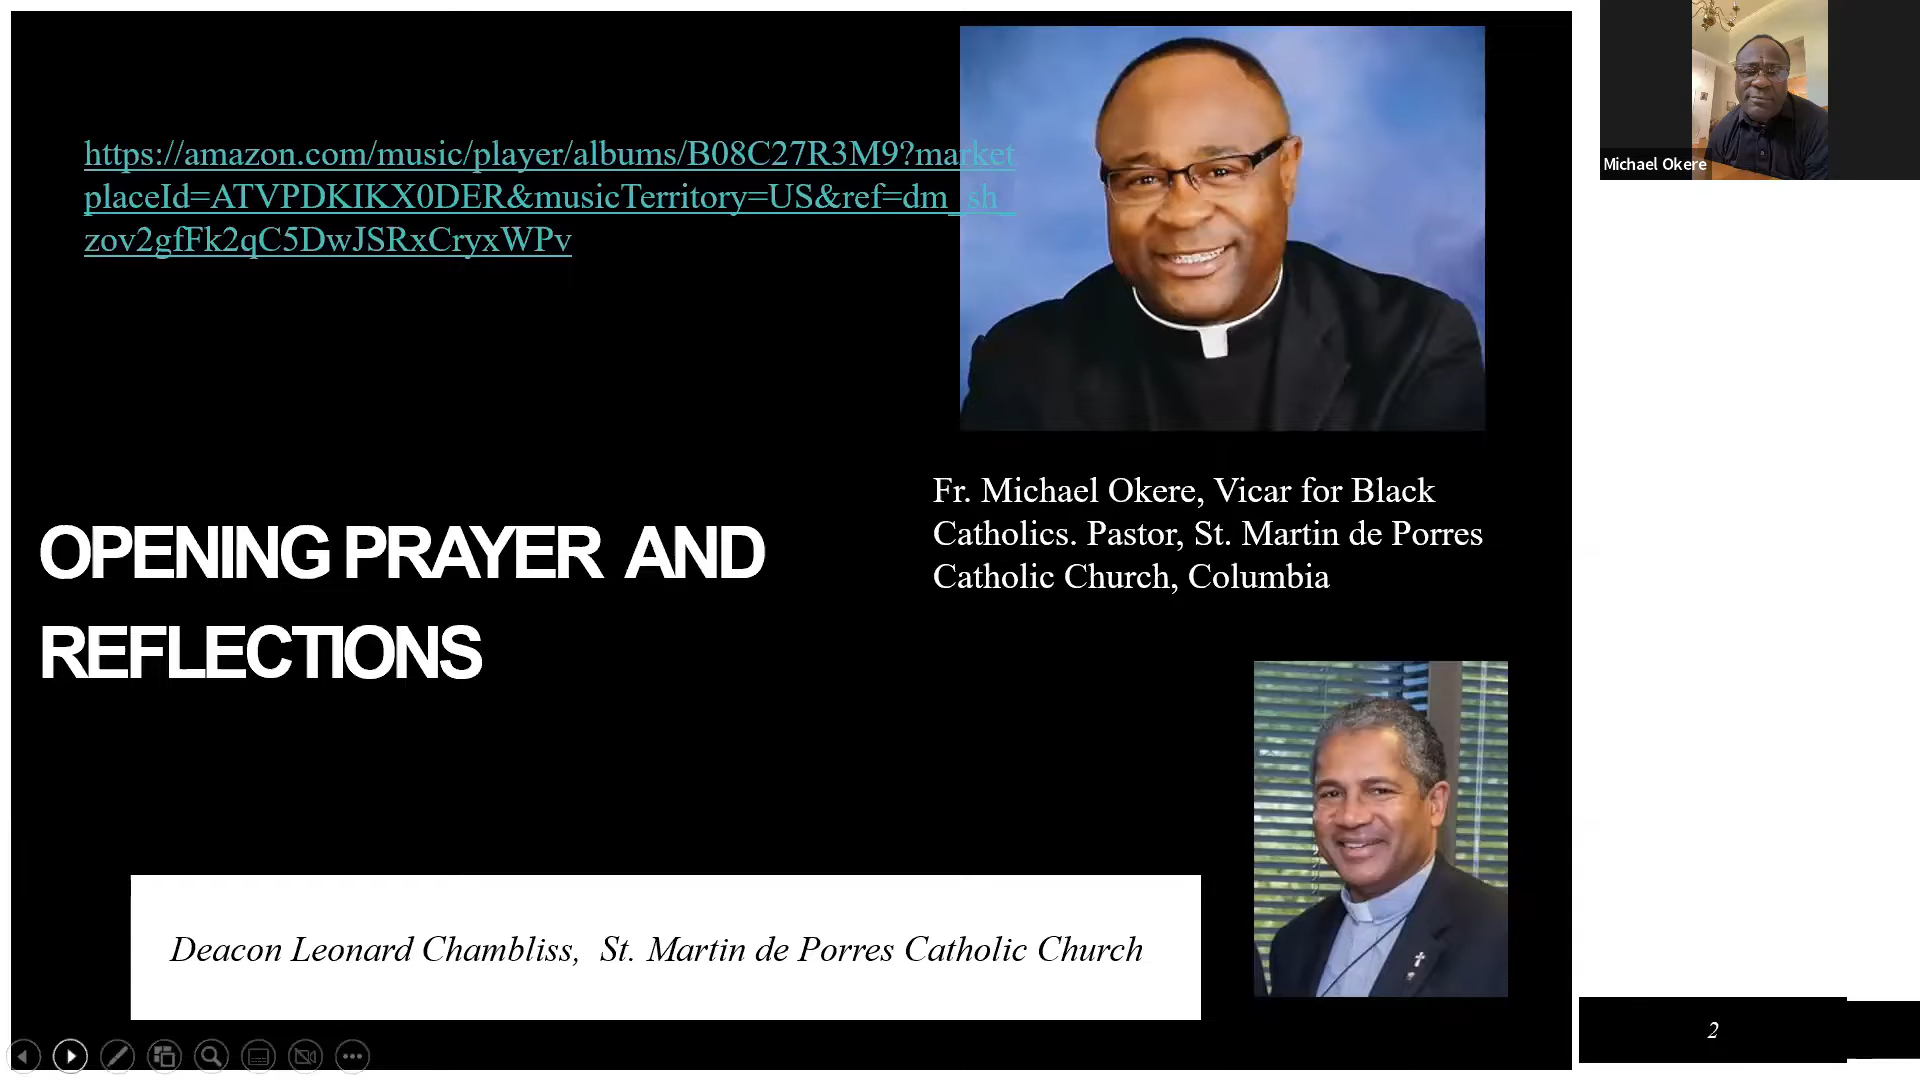 https://amazon.com/music/player/albums/B08C27R3M9?market
placeId=ATVPDKIKX0DER&musicTerritory=US&ref=dm_sh_
zov2gfFk2qC5DwJSRxCryxWPv
Michael Okere
Fr. Michael Okere, Vicar for Black
Catholics. Pastor, St. Martin de Porres
Catholic Church, Columbia
OPENING PRAYER AND
REFLECTIONS
Deacon Leonard Chambliss, St. Martin de Porres Catholic Church
2